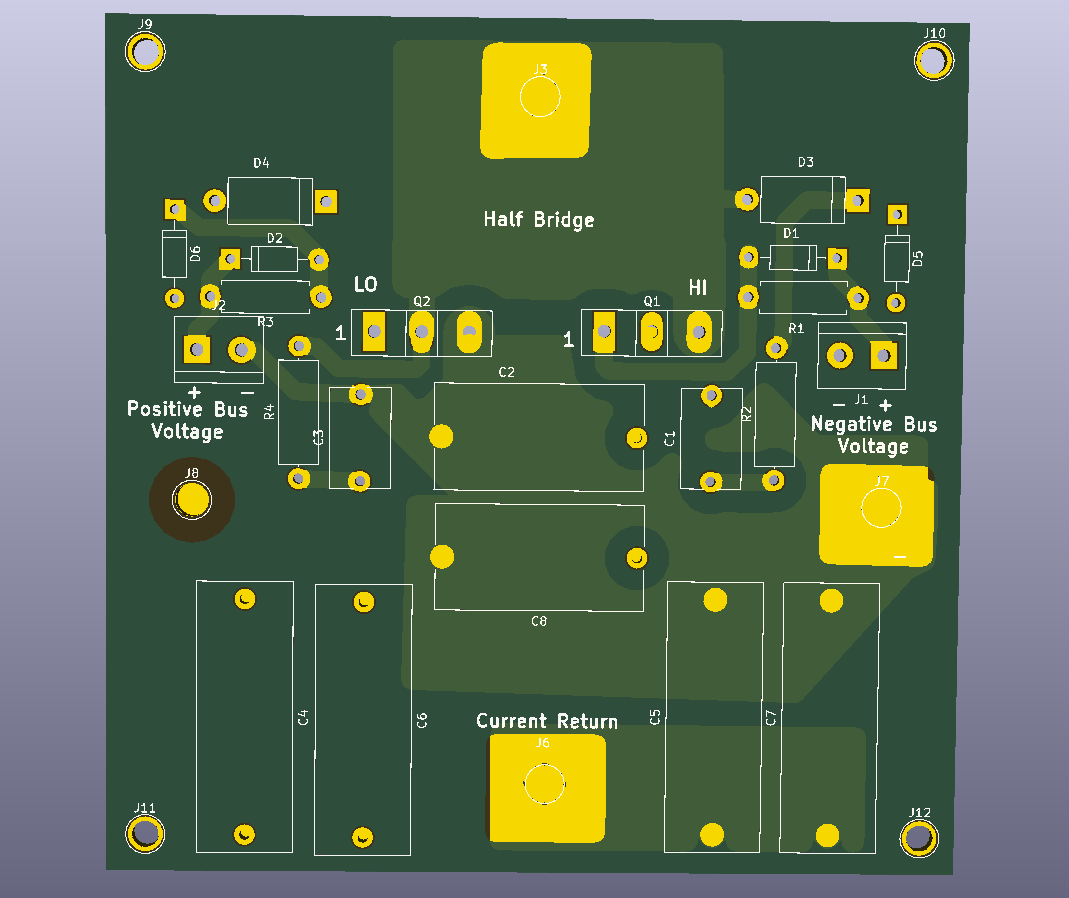 J9
J10
J3
D4
D3
Half Bridge
D6
D2
D1
D5
LO
HI
J2
Q2
Q1
R3
1
1
R1
C2
+ −
J1
− +
Positive Bus
Voltage
R4
C3
C1
R2
Negative Bus
Voltage
J8
J7
−
C8
C4
C6
Current Return
C5
C7
J6
J11
J12